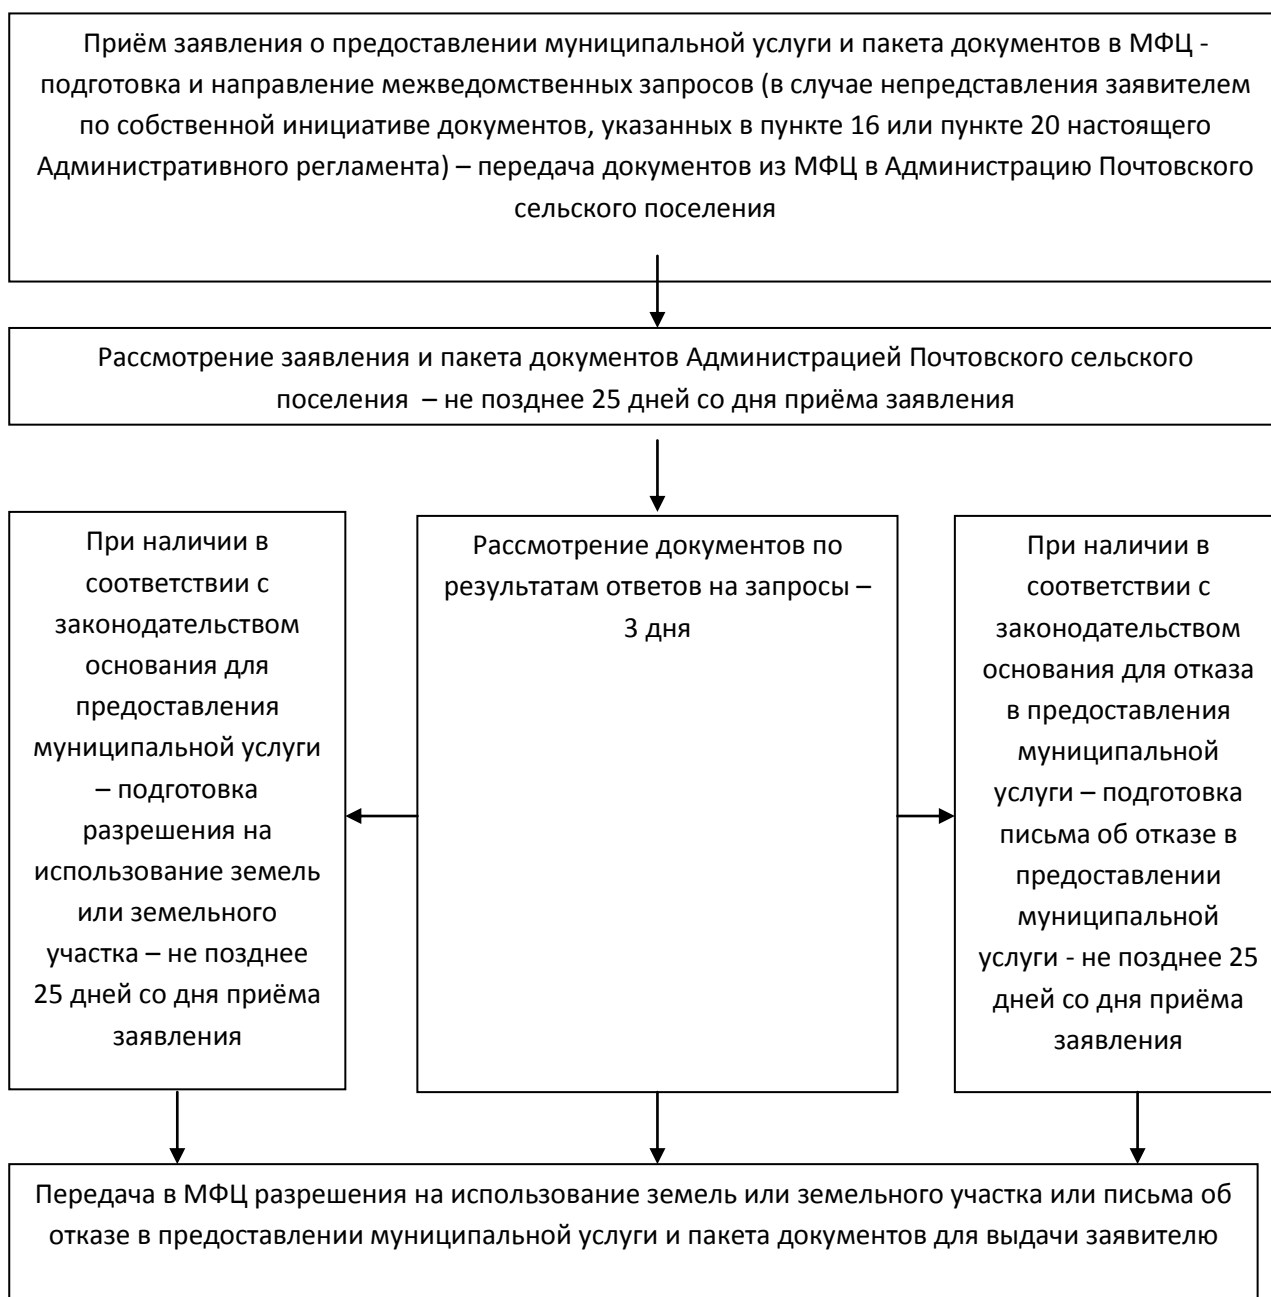 Приём заявления о предоставлении муниципальной услуги и пакета документов в МФЦ -
подготовка и направление межведомственных запросов (в случае непредставления заявителем
по собственной инициативе документов, указанных в пункте 16 или пункте 20 настоящего
Административного регламента) – передача документов из МФЦ в Администрацию Почтовского
сельского поселения
Рассмотрение заявления и пакета документов Администрацией Почтовского сельского
поселения – не позднее 25 дней со дня приёма заявления
При наличии в
соответствии с
законодательством
основания для
предоставления
муниципальной услуги
– подготовка
разрешения на
использование земель
или земельного
участка – не позднее
25 дней со дня приёма
заявления
Рассмотрение документов по
результатам ответов на запросы –
3 дня
При наличии в
соответствии с
законодательством
основания для отказа
в предоставления
муниципальной
услуги – подготовка
письма об отказе в
предоставлении
муниципальной
услуги - не позднее 25
дней со дня приёма
заявления
Передача в МФЦ разрешения на использование земель или земельного участка или письма об
отказе в предоставлении муниципальной услуги и пакета документов для выдачи заявителю